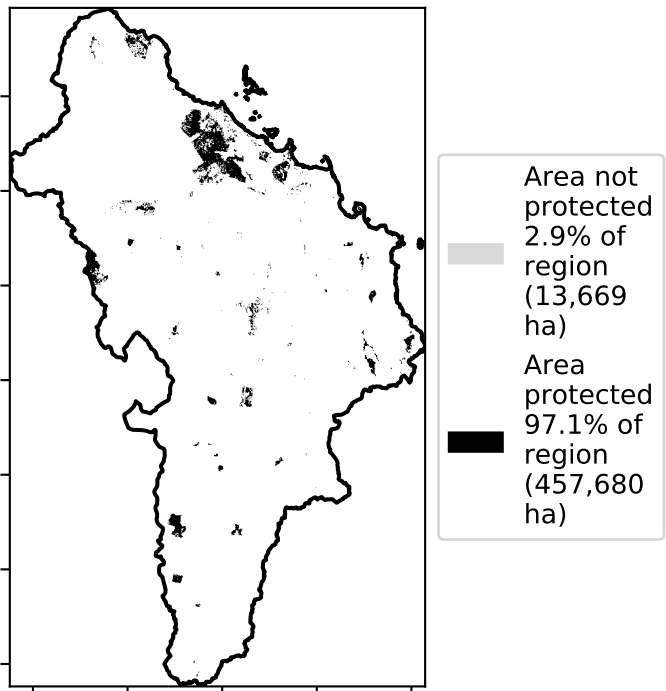 Area not
protected
2.9% of
region
(13,669
ha)
Area
protected
97.1% of
region
(457,680
ha)